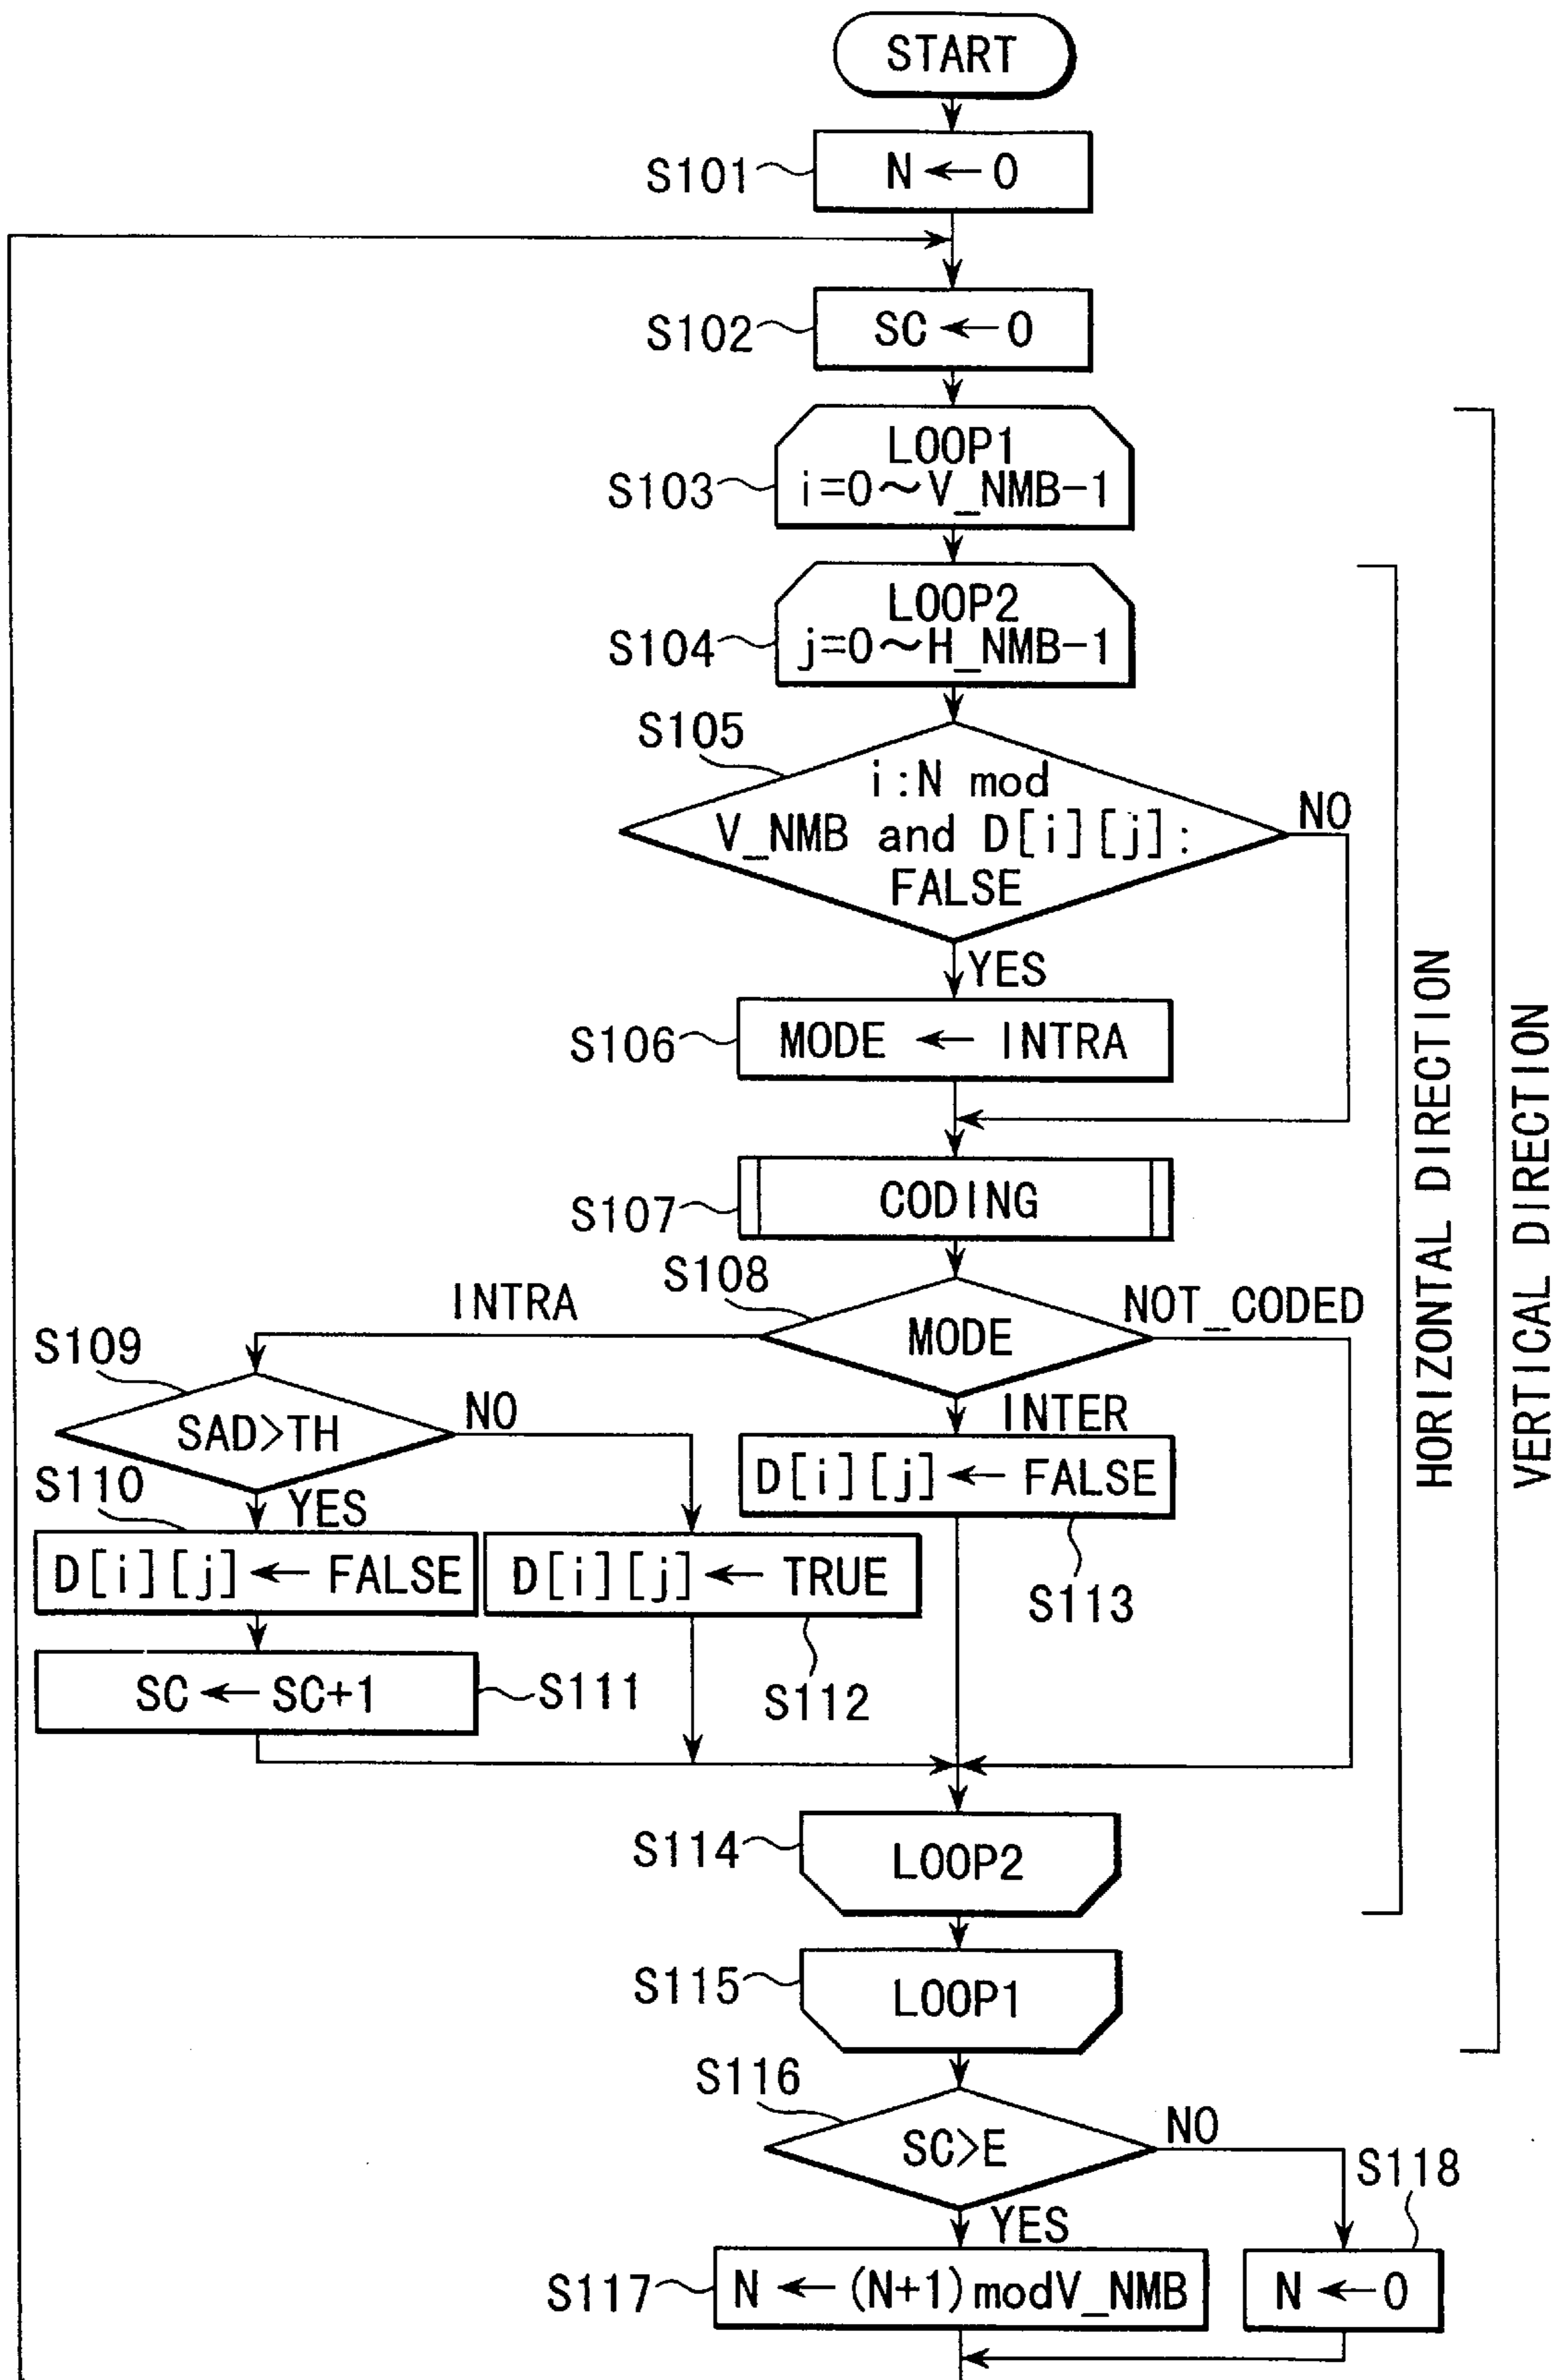 START
S101
N ← 0
S102
SC ← 0
LOOP1
S103
i=0～V_NMB-1
LOOP2
S104
j=0～H_NMB-1
S105
i:N mod
V_NMB and D[i][j]:
FALSE
NO
YES
S106
MODE ← INTRA
S107
CODING
S108
INTRA
MODE
NOT_CODED
S109
SAD>TH
NO
INTER
D[i][j] ← FALSE
S113
S110
YES
D[i][j] ← FALSE
D[i][j] ← TRUE
S112
SC ← SC+1
S111
S114
LOOP2
S115
LOOP1
HORIZONTAL DIRECTION
VERTICAL DIRECTION
S116
SC>E
NO
YES
S118
S117
N ← (N+1)modV_NMB
N ← 0